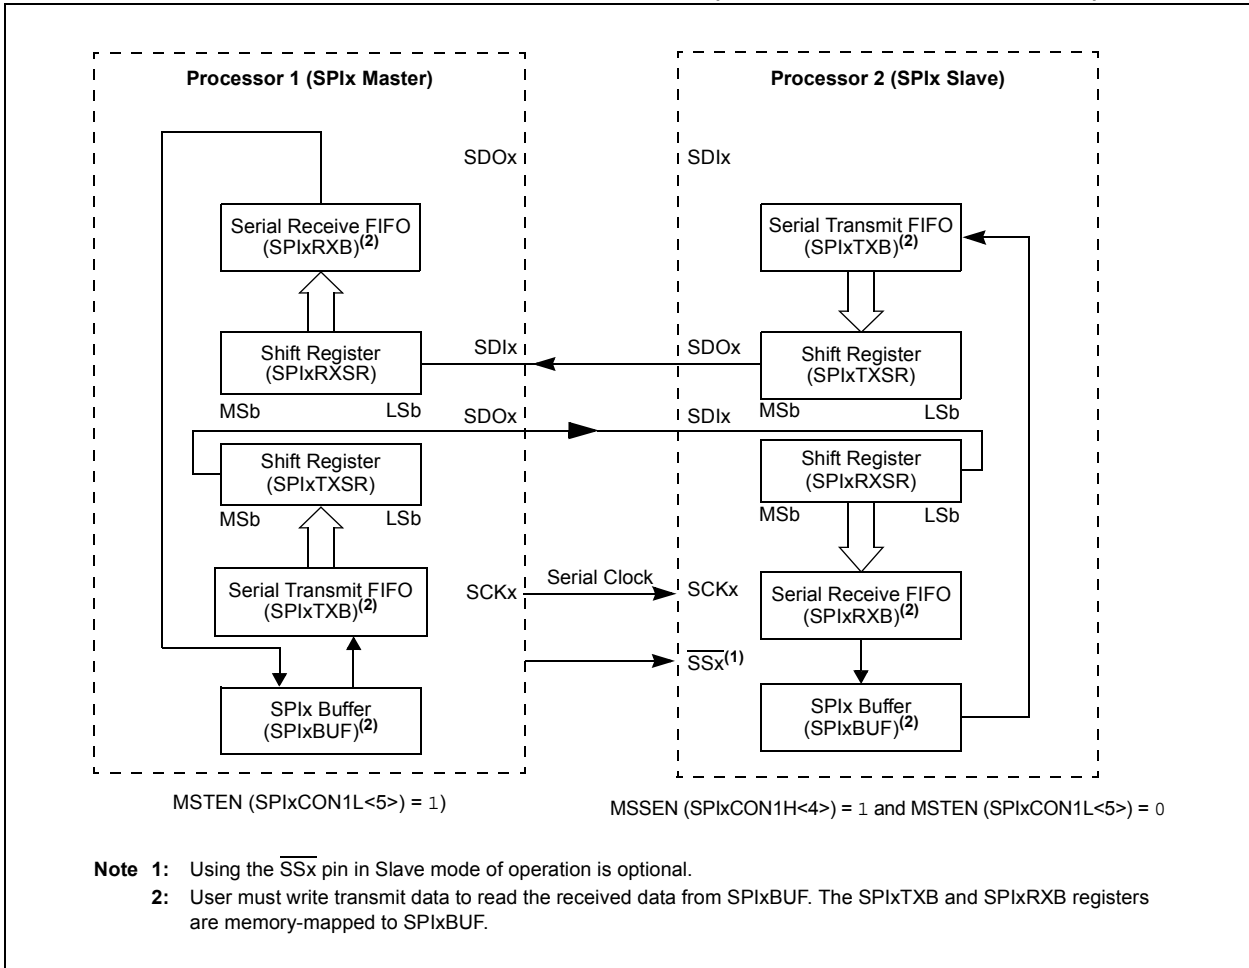 Processor 1 (SPIx Master)
Processor 2 (SPIx Slave)
SDOx
SDIx
Serial Receive FIFO
(SPIxRXB)(2)
Serial Transmit FIFO
(SPIxTXB)(2)
Shift Register
(SPIxRXSR)
SDIx
SDOx
Shift Register
(SPIxTXSR)
MSb
LSb
MSb
LSb
SDOx
SDIx
Shift Register
(SPIxTXSR)
Shift Register
(SPIxRXSR)
MSb
LSb
MSb
LSb
Serial Transmit FIFO
(SPIxTXB)(2)
SCKx
Serial Clock
SCKx
Serial Receive FIFO
(SPIxRXB)(2)
SSx(1)
SPIx Buffer
(SPIxBUF)(2)
SPIx Buffer
(SPIxBUF)(2)
MSTEN (SPIxCON1L<5>) = 1)
MSSEN (SPIxCON1H<4>) = 1 and MSTEN (SPIxCON1L<5>) = 0
Note 1: Using the SSx pin in Slave mode of operation is optional.
2: User must write transmit data to read the received data from SPIxBUF. The SPIxTXB and SPIxRXB registers
are memory-mapped to SPIxBUF.